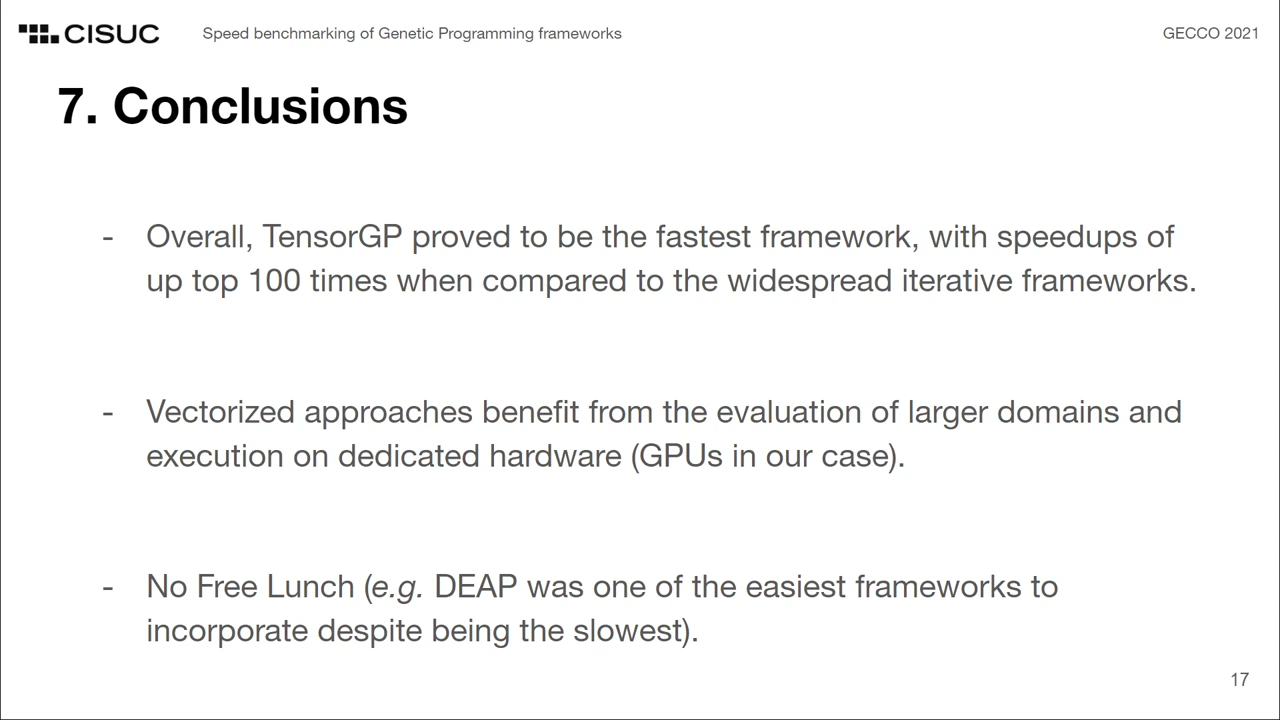 CISUC
Speed benchmarking of Genetic Programming frameworks
GECCO 2021
7. Conclusions
- Overall, TensorGP proved to be the fastest framework, with speedups of
up top 100 times when compared to the widespread iterative frameworks.
- Vectorized approaches benefit from the evaluation of larger domains and
execution on dedicated hardware (GPUs in our case).
- No Free Lunch (e.g. DEAP was one of the easiest frameworks to
incorporate despite being the slowest).
17